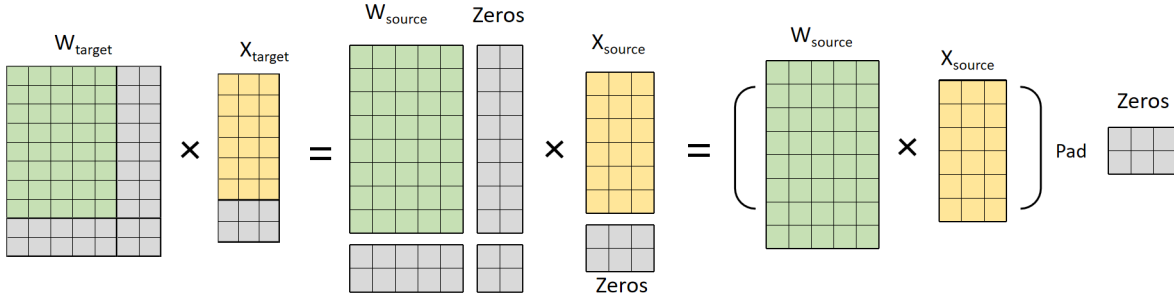 W_target
×
X_target
=
W_source
Zeros
×
X_source
Zeros
=
W_source
×
X_source
Pad
Zeros